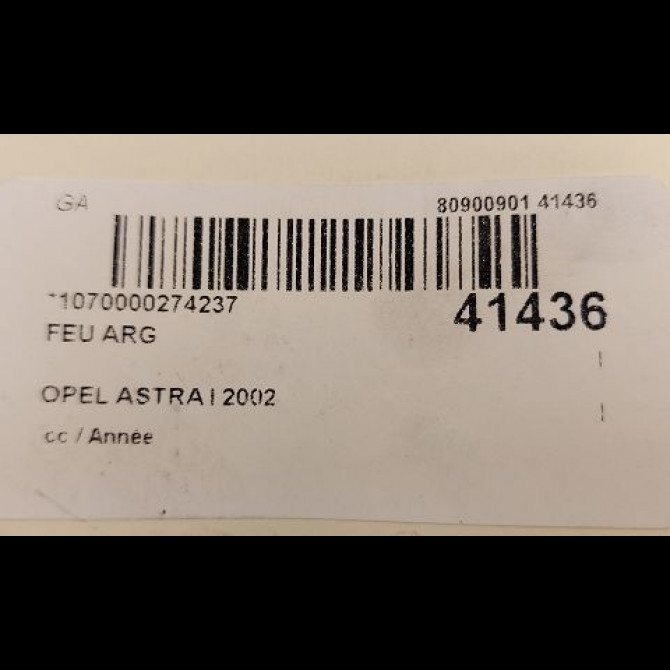 GA 80900901 41436
*1070000274237 41436
FEU ARG
OPEL ASTRA I 2002
cc / Année